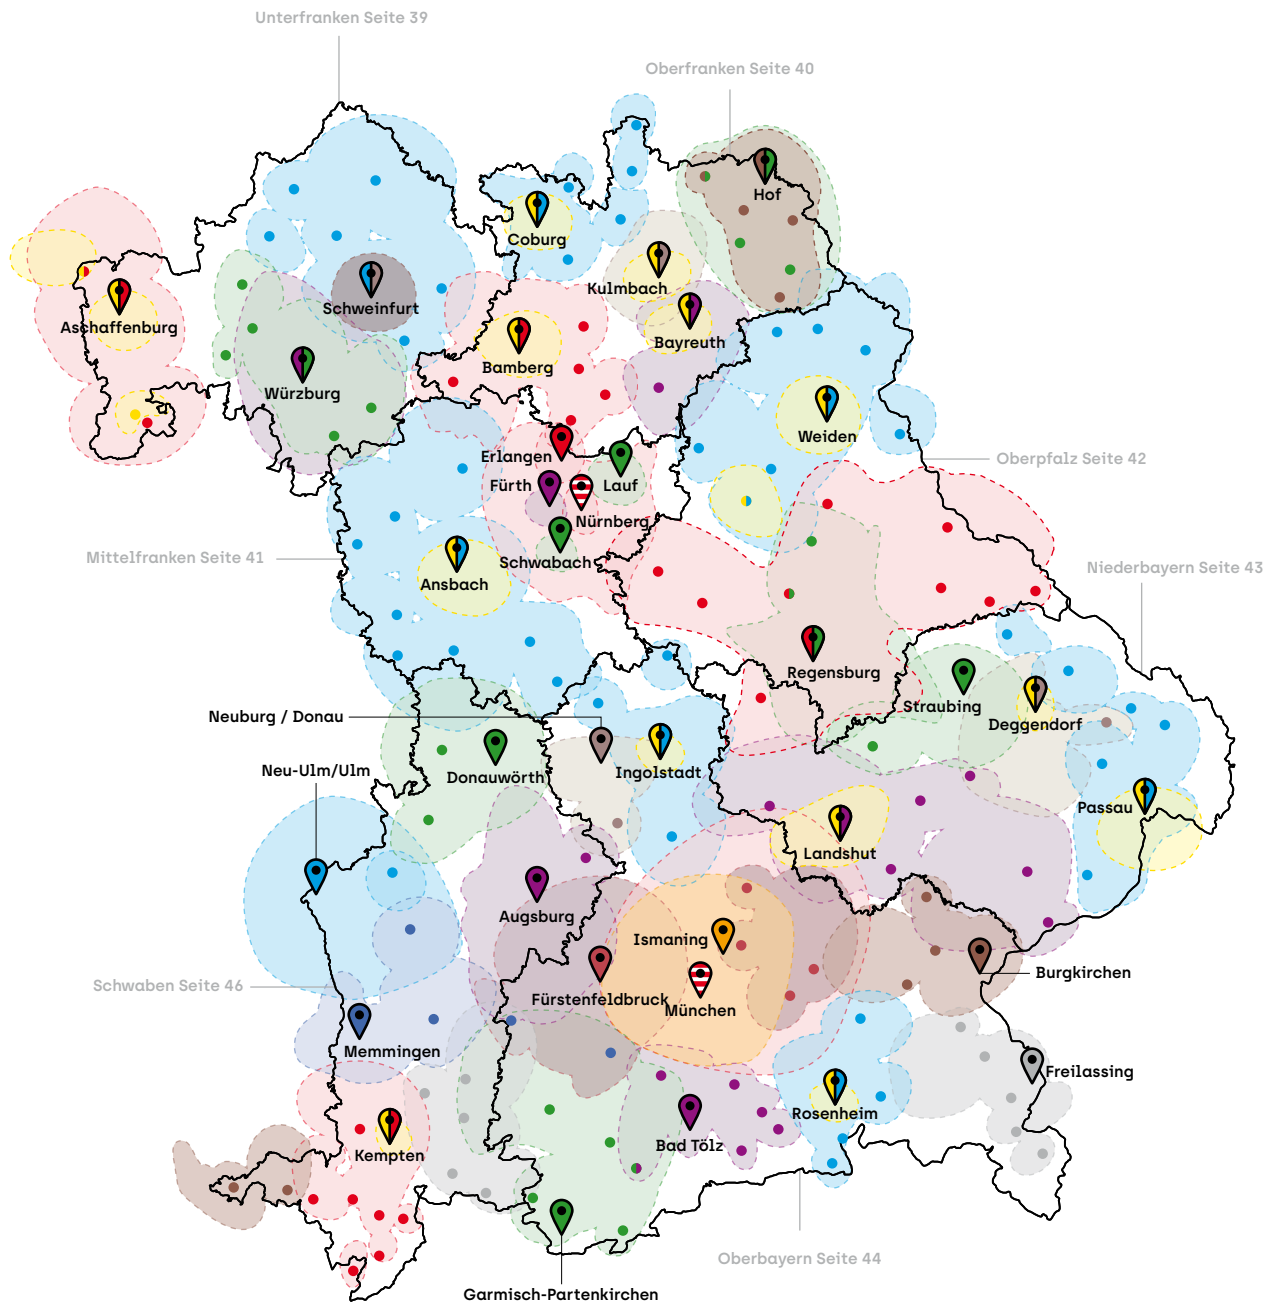 Unterfranken Seite 39
Oberfranken Seite 40
Hof
Coburg
Kulmbach
Schweinfurt
Aschaffenburg
Bayreuth
Bamberg
Würzburg
Weiden
Erlangen
Oberpfalz Seite 42
Fürth
Lauf
Nürnberg
Mittelfranken Seite 41
Schwabach
Niederbayern Seite 43
Ansbach
Regensburg
Straubing
Neuburg / Donau
Deggendorf
Neu-Ulm/Ulm
Ingolstadt
Donauwörth
Passau
Landshut
Augsburg
Ismaning
Burgkirchen
Schwaben Seite 46
Fürstenfeldbruck
München
Memmingen
Freilassing
Rosenheim
Bad Tölz
Kempten
Oberbayern Seite 44
Garmisch-Partenkirchen